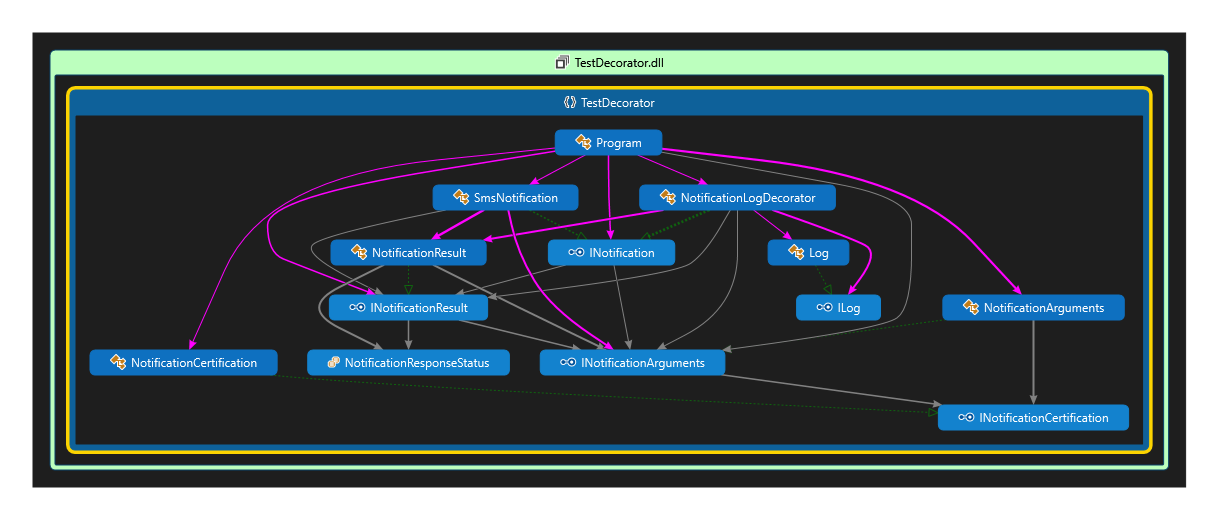 TestDecorator.dll
TestDecorator
Program
SmsNotification
NotificationLogDecorator
NotificationResult
INotification
Log
INotificationResult
ILog
NotificationArguments
NotificationCertification
NotificationResponseStatus
INotificationArguments
INotificationCertification